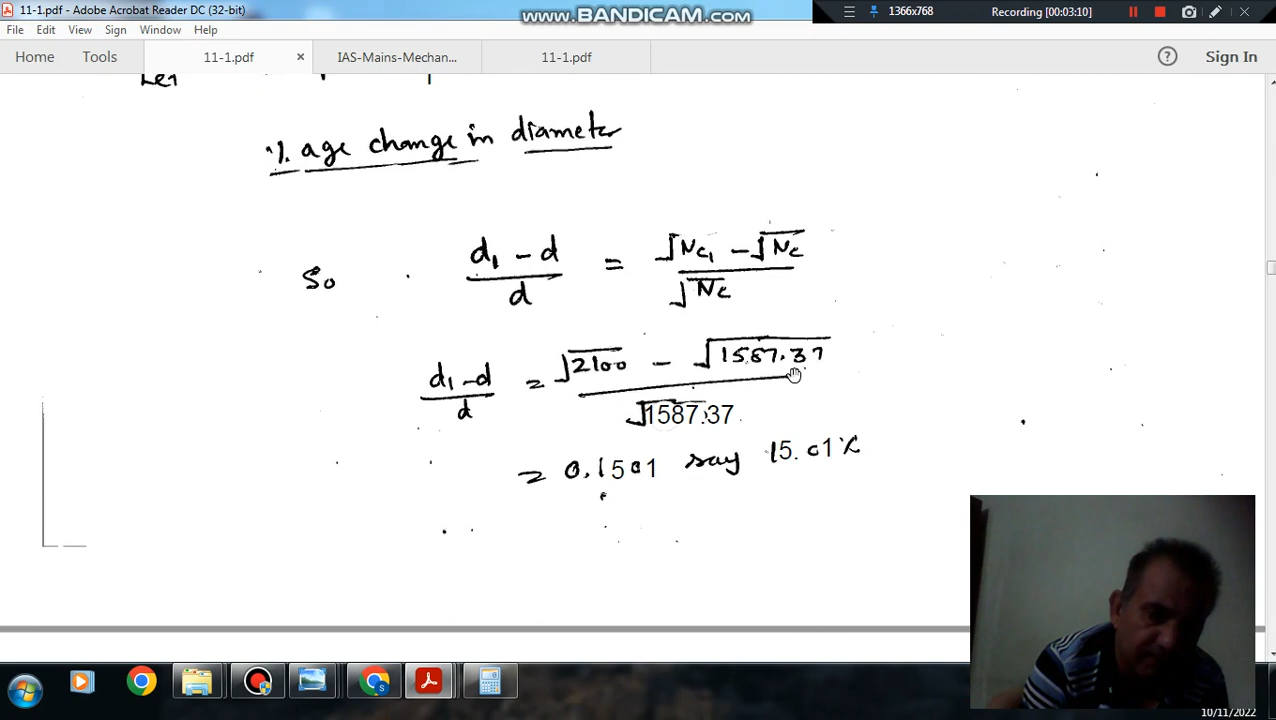 11-1.pdf - Adobe Acrobat Reader DC (32-bit)
www.BANDICAM.com
1366x768
Recording [00:03:10]
File Edit View Sign Window Help
Home Tools 11-1.pdf × IAS-Mains-Mechan... 11-1.pdf ? Sign In
Let
%age change in diameter
So d₁ - d / d = √Nc₁ - √Nc / √Nc
d₁ - d / d = √2100 - √1587.37 / √1587.37
= 0.1501 say 15.01%
10/11/2022